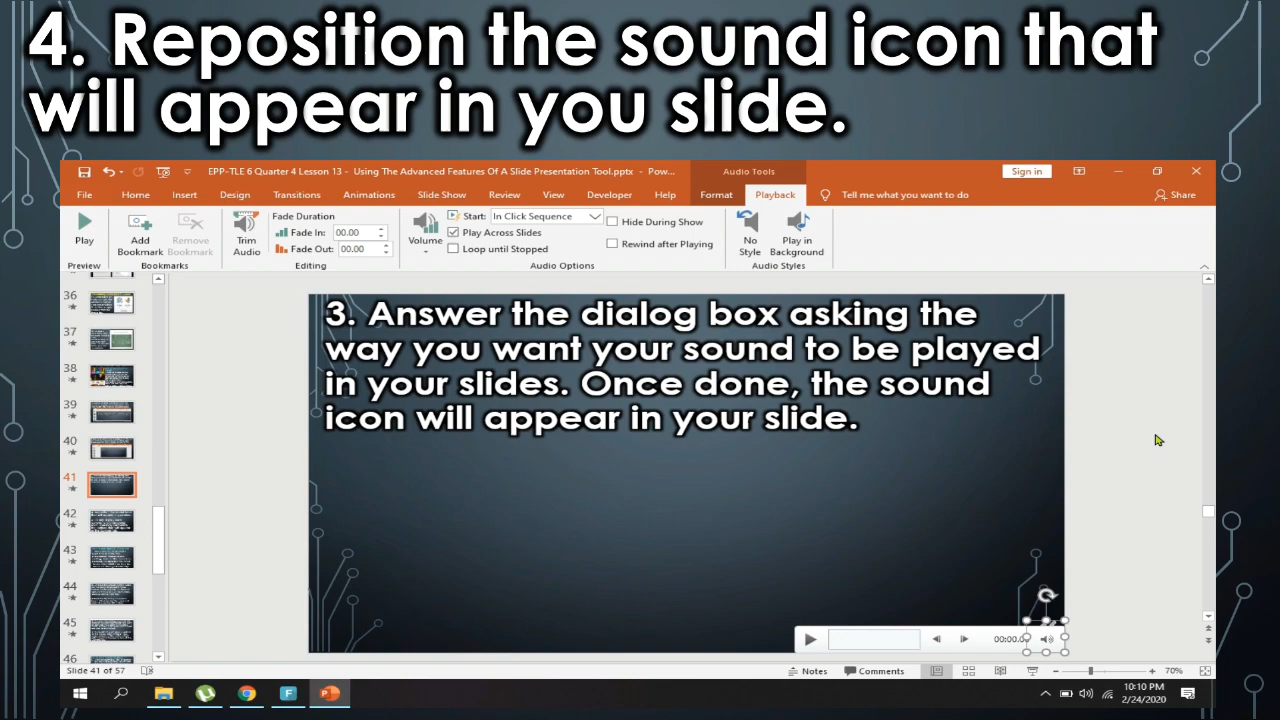 4. Reposition the sound icon that
will appear in you slide.
EPP-TLE 6 Quarter 4 Lesson 13 - Using The Advanced Features Of A Slide Presentation Tool.pptx - Pow...
Audio Tools
Sign in
File Home Insert Design Transitions Animations Slide Show Review View Developer Help Format Playback Tell me what you want to do Share
Play
Add Bookmark
Remove Bookmark
Trim Audio
Fade Duration
Fade In: 00.00
Fade Out: 00.00
Volume
Start: In Click Sequence
Play Across Slides
Loop until Stopped
Hide During Show
Rewind after Playing
No Style
Play in Background
Preview Bookmarks Editing Audio Options Audio Styles
36
37
38
39
40
41
42
43
44
45
46
3. Answer the dialog box asking the
way you want your sound to be played
in your slides. Once done, the sound
icon will appear in your slide.
Slide 41 of 57
Notes Comments 70%
10:10 PM
2/24/2020